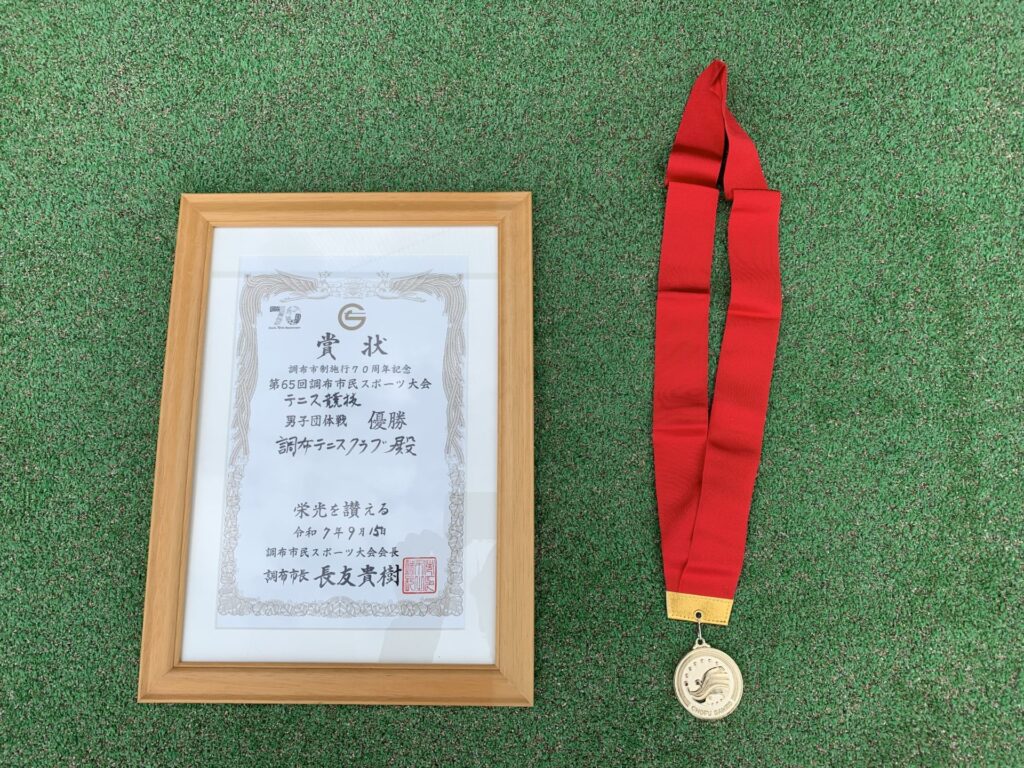 70
賞状
調布市制施行70周年記念
第65回調布市民スポーツ大会
テニス競技
男子団体戦 優勝
調布テニスクラブ殿
栄光を讃える
令和7年9月15日
調布市民スポーツ大会会長
調布市長 長友貴樹